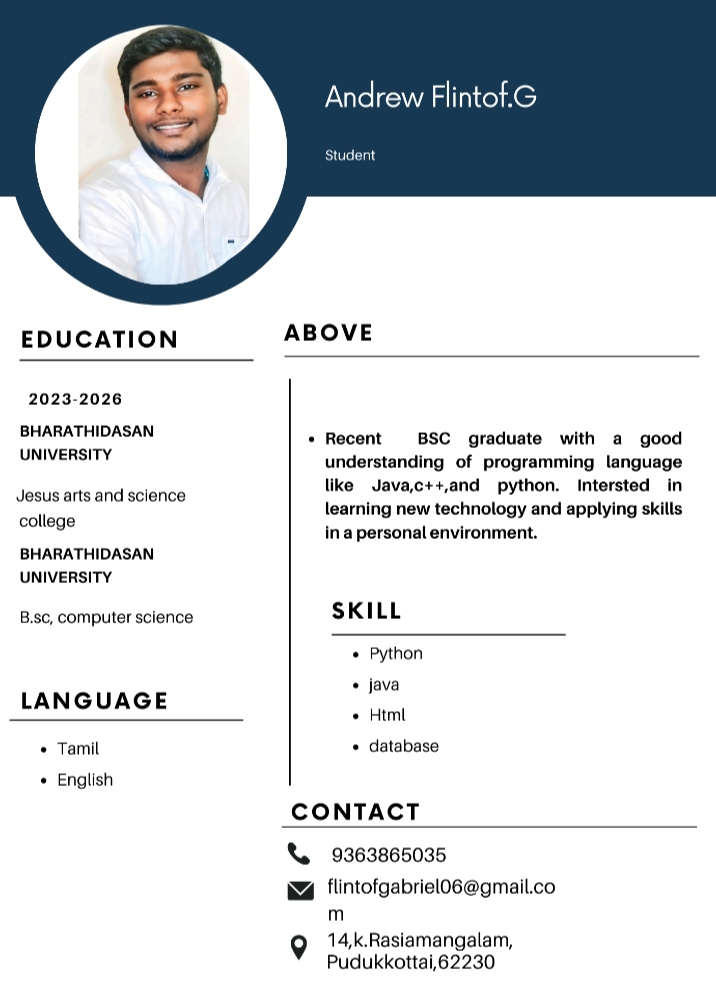 Andrew Flintof.G
Student
EDUCATION
2023-2026
BHARATHIDASAN
UNIVERSITY
Jesus arts and science
college
BHARATHIDASAN
UNIVERSITY
B.sc, computer science
LANGUAGE
Tamil
English
ABOVE
Recent BSC graduate with a good
understanding of programming language
like Java,c++,and python. Intersted in
learning new technology and applying skills
in a personal environment.
SKILL
Python
java
Html
database
CONTACT
9363865035
flintofgabriel06@gmail.co
m
14,k.Rasiamangalam,
Pudukkottai,62230